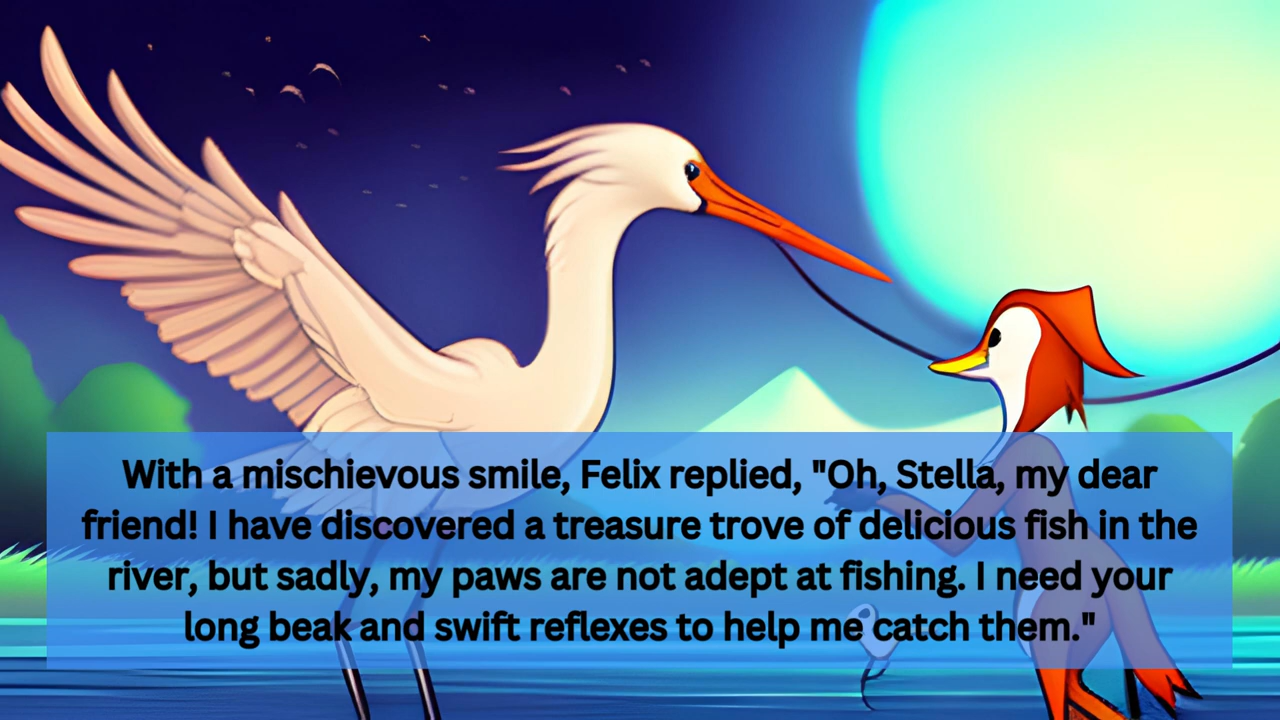 With a mischievous smile, Felix replied, "Oh, Stella, my dear
friend! I have discovered a treasure trove of delicious fish in the
river, but sadly, my paws are not adept at fishing. I need your
long beak and swift reflexes to help me catch them."